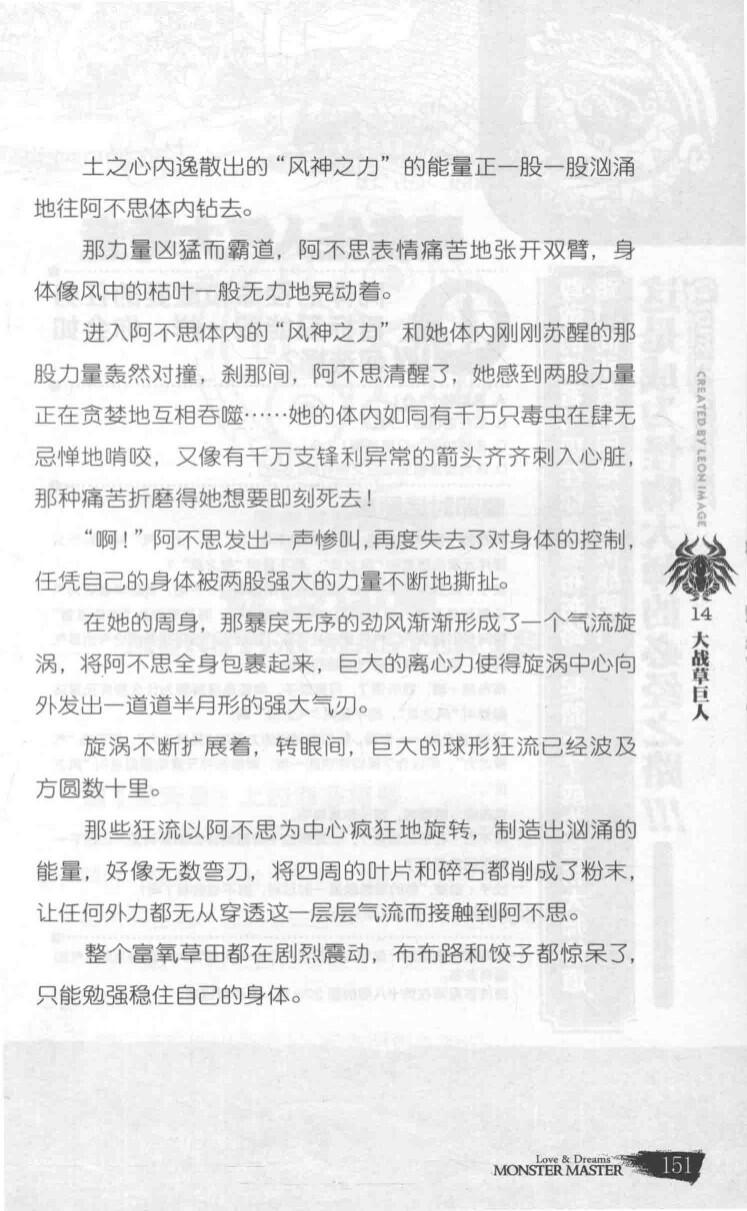 土之心内逸散出的“风神之力”的能量正一股一股汹涌
地往阿不思体内钻去。
那力量凶猛而霸道，阿不思表情痛苦地张开双臂，身
体像风中的枯叶一般无力地晃动着。
进入阿不思体内的“风神之力”和她体内刚刚苏醒的那
股力量轰然对撞，刹那间，阿不思清醒了，她感到两股力量
正在贪婪地互相吞噬……她的体内如同有千万只毒虫在肆无
忌惮地啃咬，又像有千万支锋利异常的箭头齐齐刺入心脏，
那种痛苦折磨得她想要即刻死去！
“啊！”阿不思发出一声惨叫，再度失去了对身体的控制，
任凭自己的身体被两股强大的力量不断地撕扯。
在她的周身，那暴戾无序的劲风渐渐形成了一个气流旋
涡，将阿不思全身包裹起来，巨大的离心力使得旋涡中心向
外发出一道道半月形的强大气刃。
旋涡不断扩展着，转眼间，巨大的球形狂流已经波及
方圆数十里。
那些狂流以阿不思为中心疯狂地旋转，制造出汹涌的
能量，好像无数弯刀，将四周的叶片和碎石都削成了粉末，
让任何外力都无从穿透这一层层气流而接触到阿不思。
整个富氧草田都在剧烈震动，布布路和饺子都惊呆了，
只能勉强稳住自己的身体。
CREATED BY LEON IMAGE
14 大战草巨人
Love & Dreams
MONSTER MASTER 151